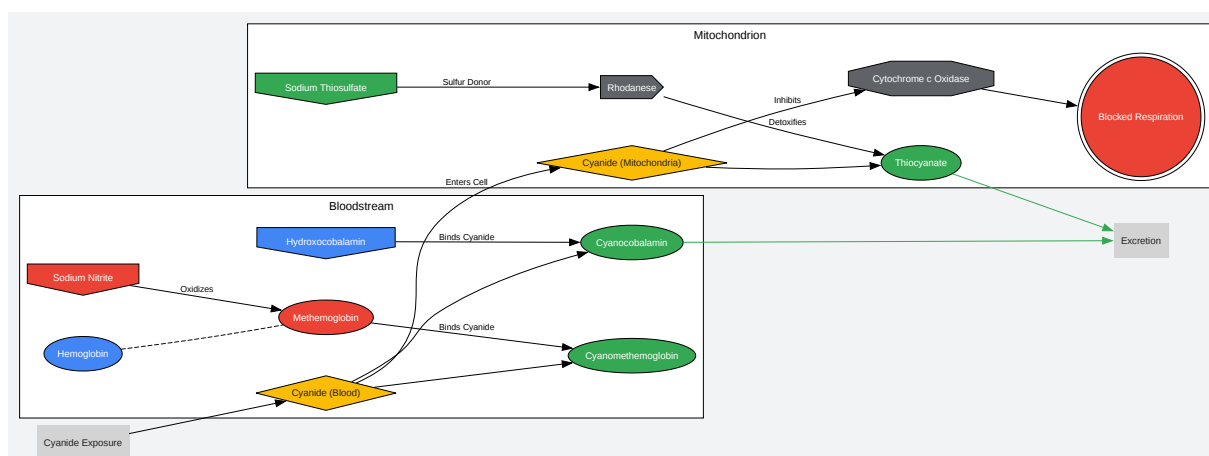 Mitochondrion
Sodium Thiosulfate
Sulfur Donor
Rhodanese
Cytochrome c Oxidase
Inhibits
Blocked Respiration
Detoxifies
Cyanide (Mitochondria)
Thiocyanate
Enters Cell
Bloodstream
Hydroxocobalamin
Binds Cyanide
Cyanocobalamin
Excretion
Sodium Nitrite
Oxidizes
Methemoglobin
Binds Cyanide
Hemoglobin
Cyanomethemoglobin
Cyanide (Blood)
Cyanide Exposure